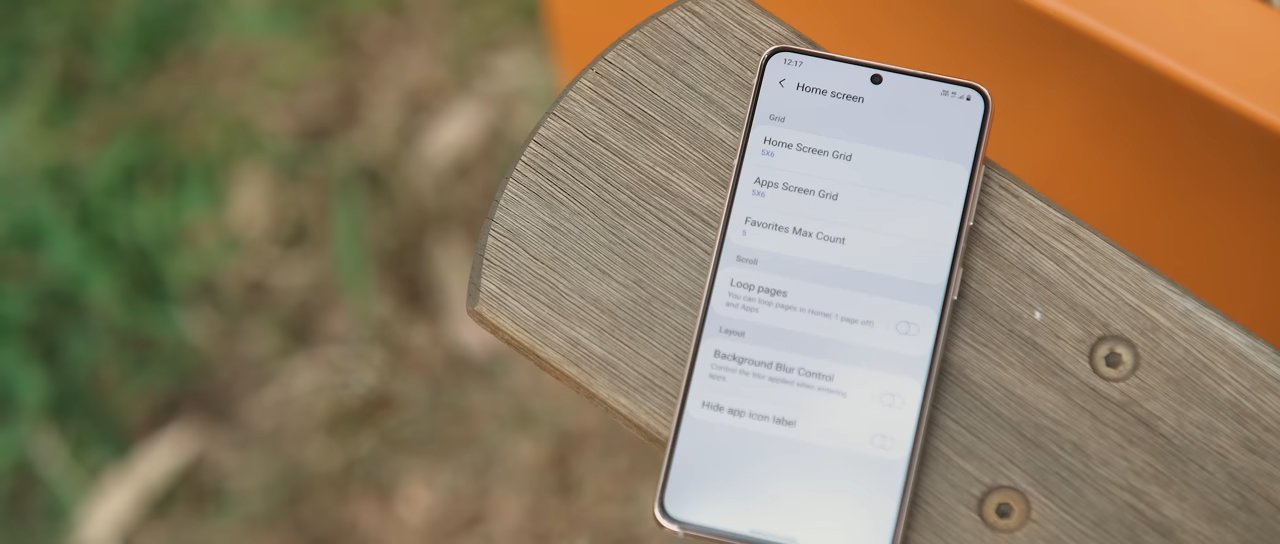 12:17
Home screen
Grid
Home Screen Grid
5X6
Apps Screen Grid
5X6
Favorites Max Count
5
Scroll
Loop pages
You can loop pages in Home(-1 page off)
and Apps
Layout
Background Blur Control
Control the blur applied when entering
apps
Hide app icon label